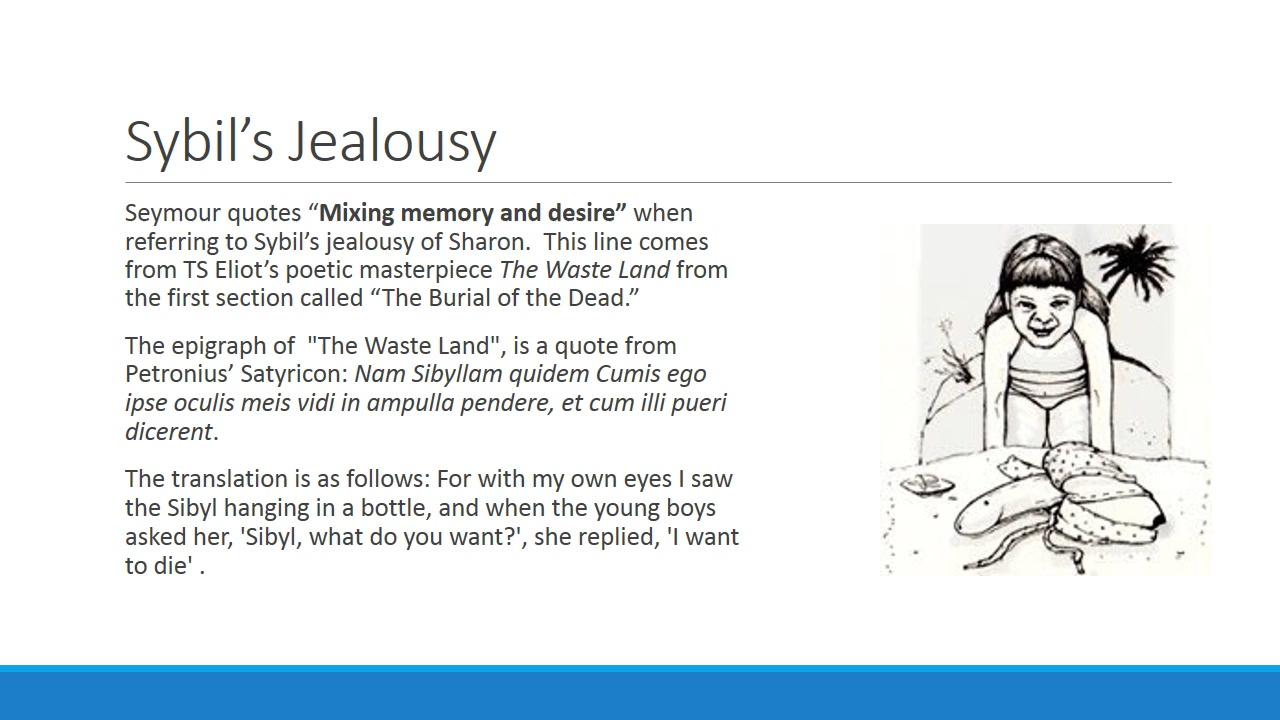 Sybil’s Jealousy
Seymour quotes “Mixing memory and desire” when
referring to Sybil’s jealousy of Sharon.  This line comes
from TS Eliot’s poetic masterpiece The Waste Land from
the first section called “The Burial of the Dead.”
The epigraph of  "The Waste Land", is a quote from
Petronius’ Satyricon: Nam Sibyllam quidem Cumis ego
ipse oculis meis vidi in ampulla pendere, et cum illi pueri
dicerent.
The translation is as follows: For with my own eyes I saw
the Sibyl hanging in a bottle, and when the young boys
asked her, 'Sibyl, what do you want?', she replied, 'I want
to die' .